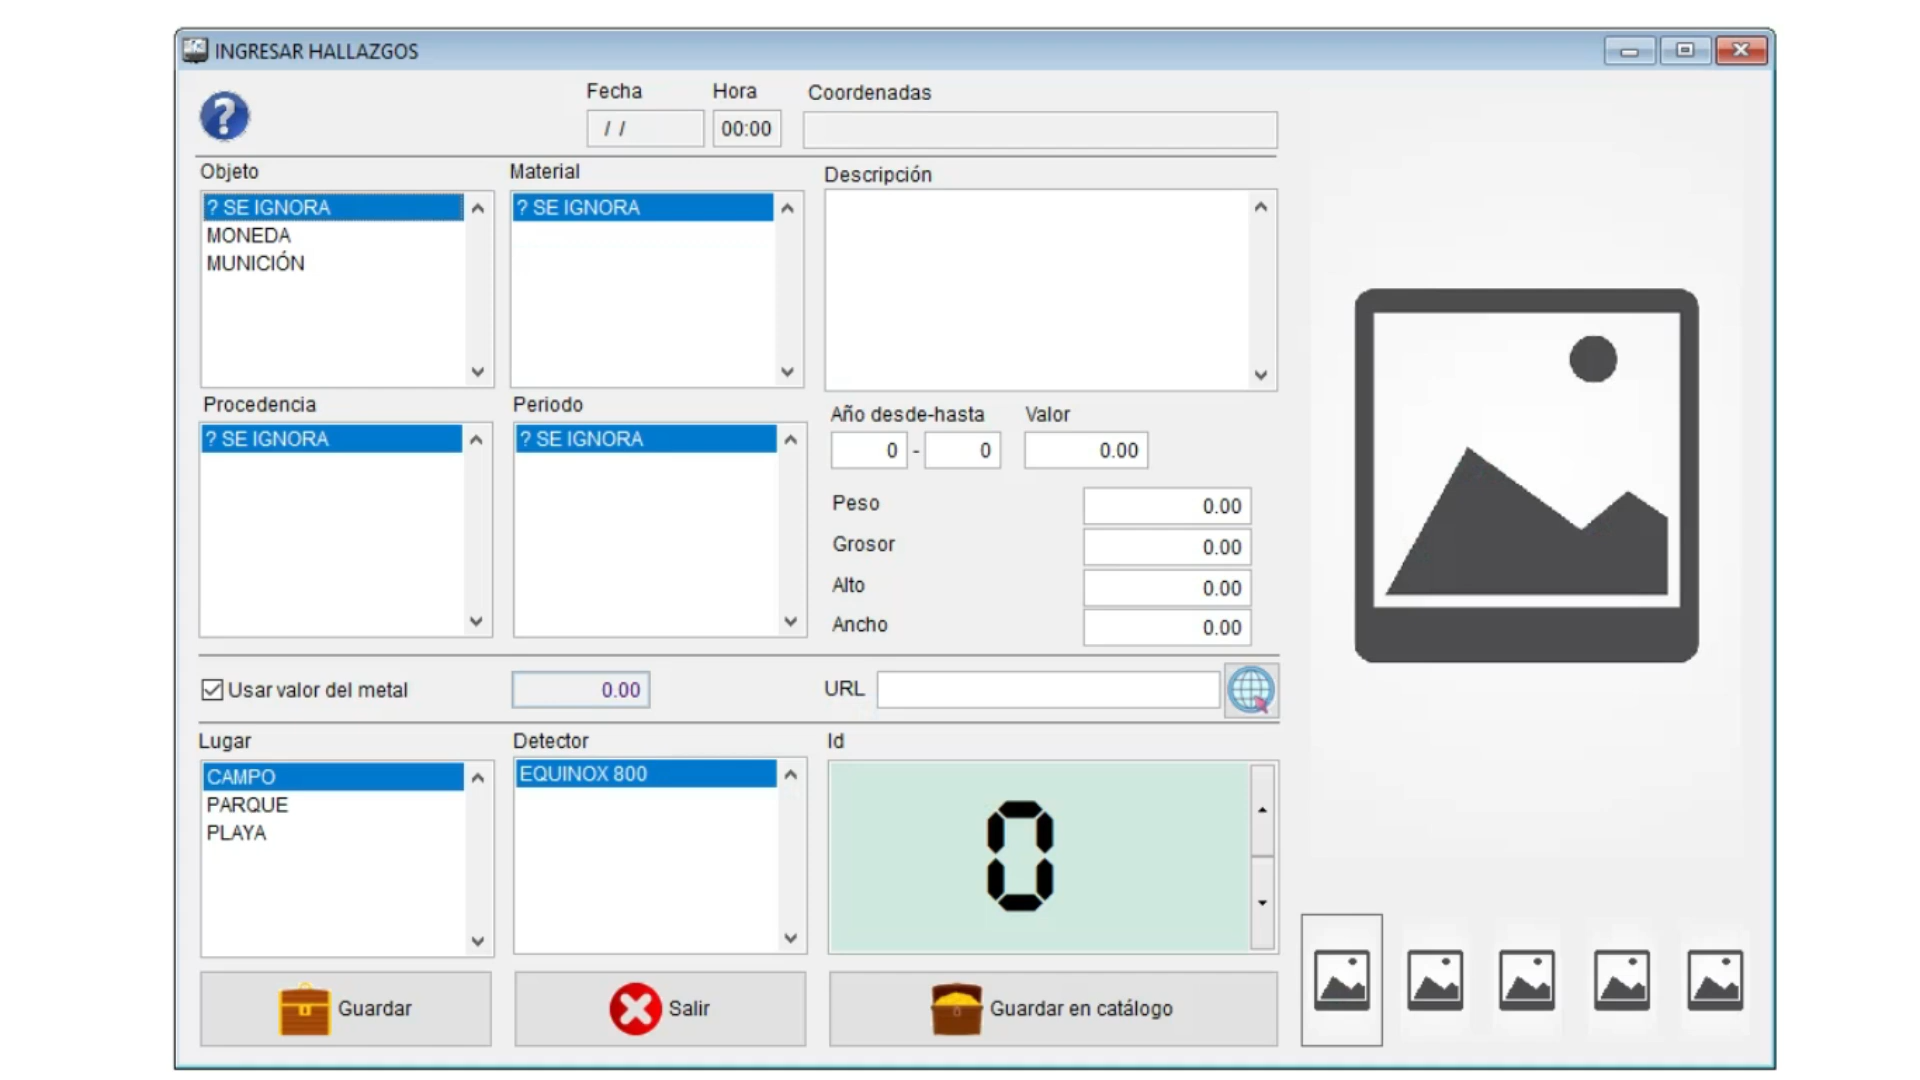 INGRESAR HALLAZGOS
?
Fecha Hora Coordenadas
/ / 00:00
Objeto Material Descripción
? SE IGNORA
MONEDA
MUNICIÓN
? SE IGNORA
Procedencia Periodo
? SE IGNORA
? SE IGNORA
Año desde-hasta Valor
0 - 0 0.00
Peso 0.00
Grosor 0.00
Alto 0.00
Ancho 0.00
Usar valor del metal 0.00 URL
Lugar Detector Id
CAMPO
PARQUE
PLAYA
EQUINOX 800
0
Guardar Salir Guardar en catálogo